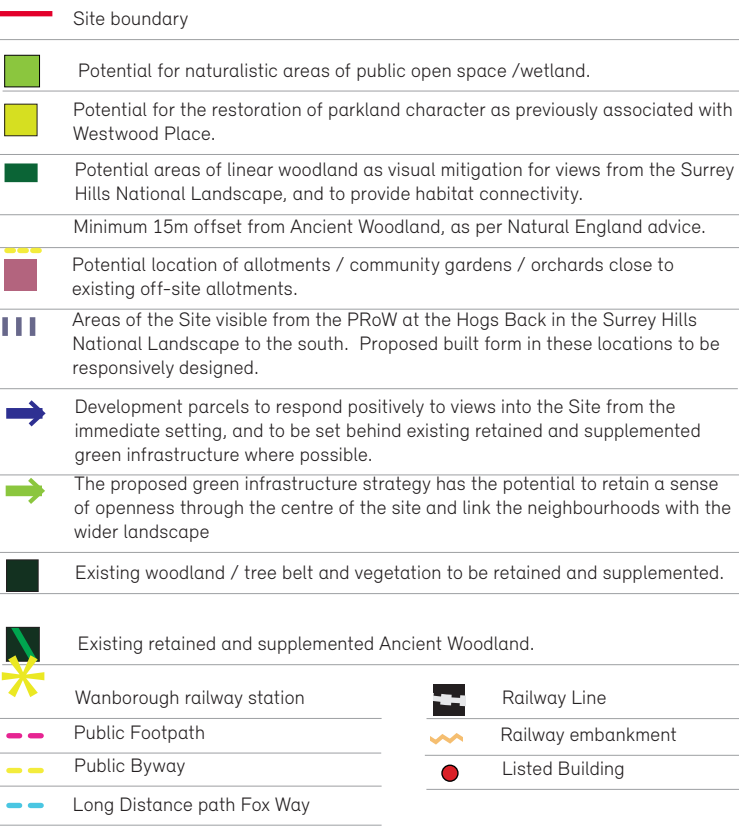 Site boundary
Potential for naturalistic areas of public open space /wetland.
Potential for the restoration of parkland character as previously associated with
Westwood Place.
Potential areas of linear woodland as visual mitigation for views from the Surrey
Hills National Landscape, and to provide habitat connectivity.
Minimum 15m offset from Ancient Woodland, as per Natural England advice.
Potential location of allotments / community gardens / orchards close to
existing off-site allotments.
Areas of the Site visible from the PRoW at the Hogs Back in the Surrey Hills
National Landscape to the south.  Proposed built form in these locations to be
responsively designed.
Development parcels to respond positively to views into the Site from the
immediate setting, and to be set behind existing retained and supplemented
green infrastructure where possible.
The proposed green infrastructure strategy has the potential to retain a sense
of openness through the centre of the site and link the neighbourhoods with the
wider landscape
Existing woodland / tree belt and vegetation to be retained and supplemented.
Existing retained and supplemented Ancient Woodland.
Wanborough railway station
Public Footpath
Public Byway
Long Distance path Fox Way
Railway Line
Railway embankment
Listed Building